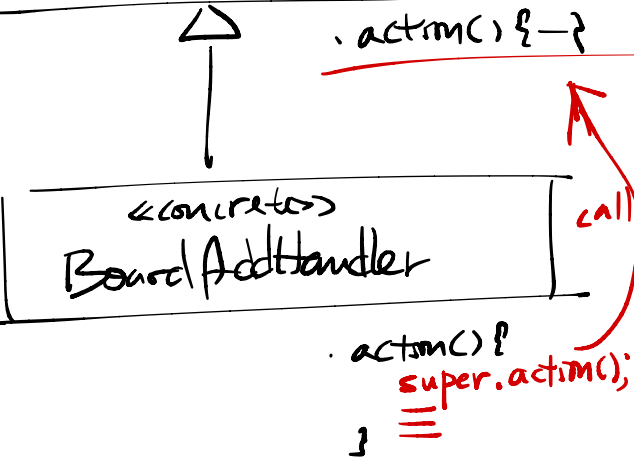 . action() {—}
<<concrete>>
call
BoardAddHandler
. action() {
super.action();
}